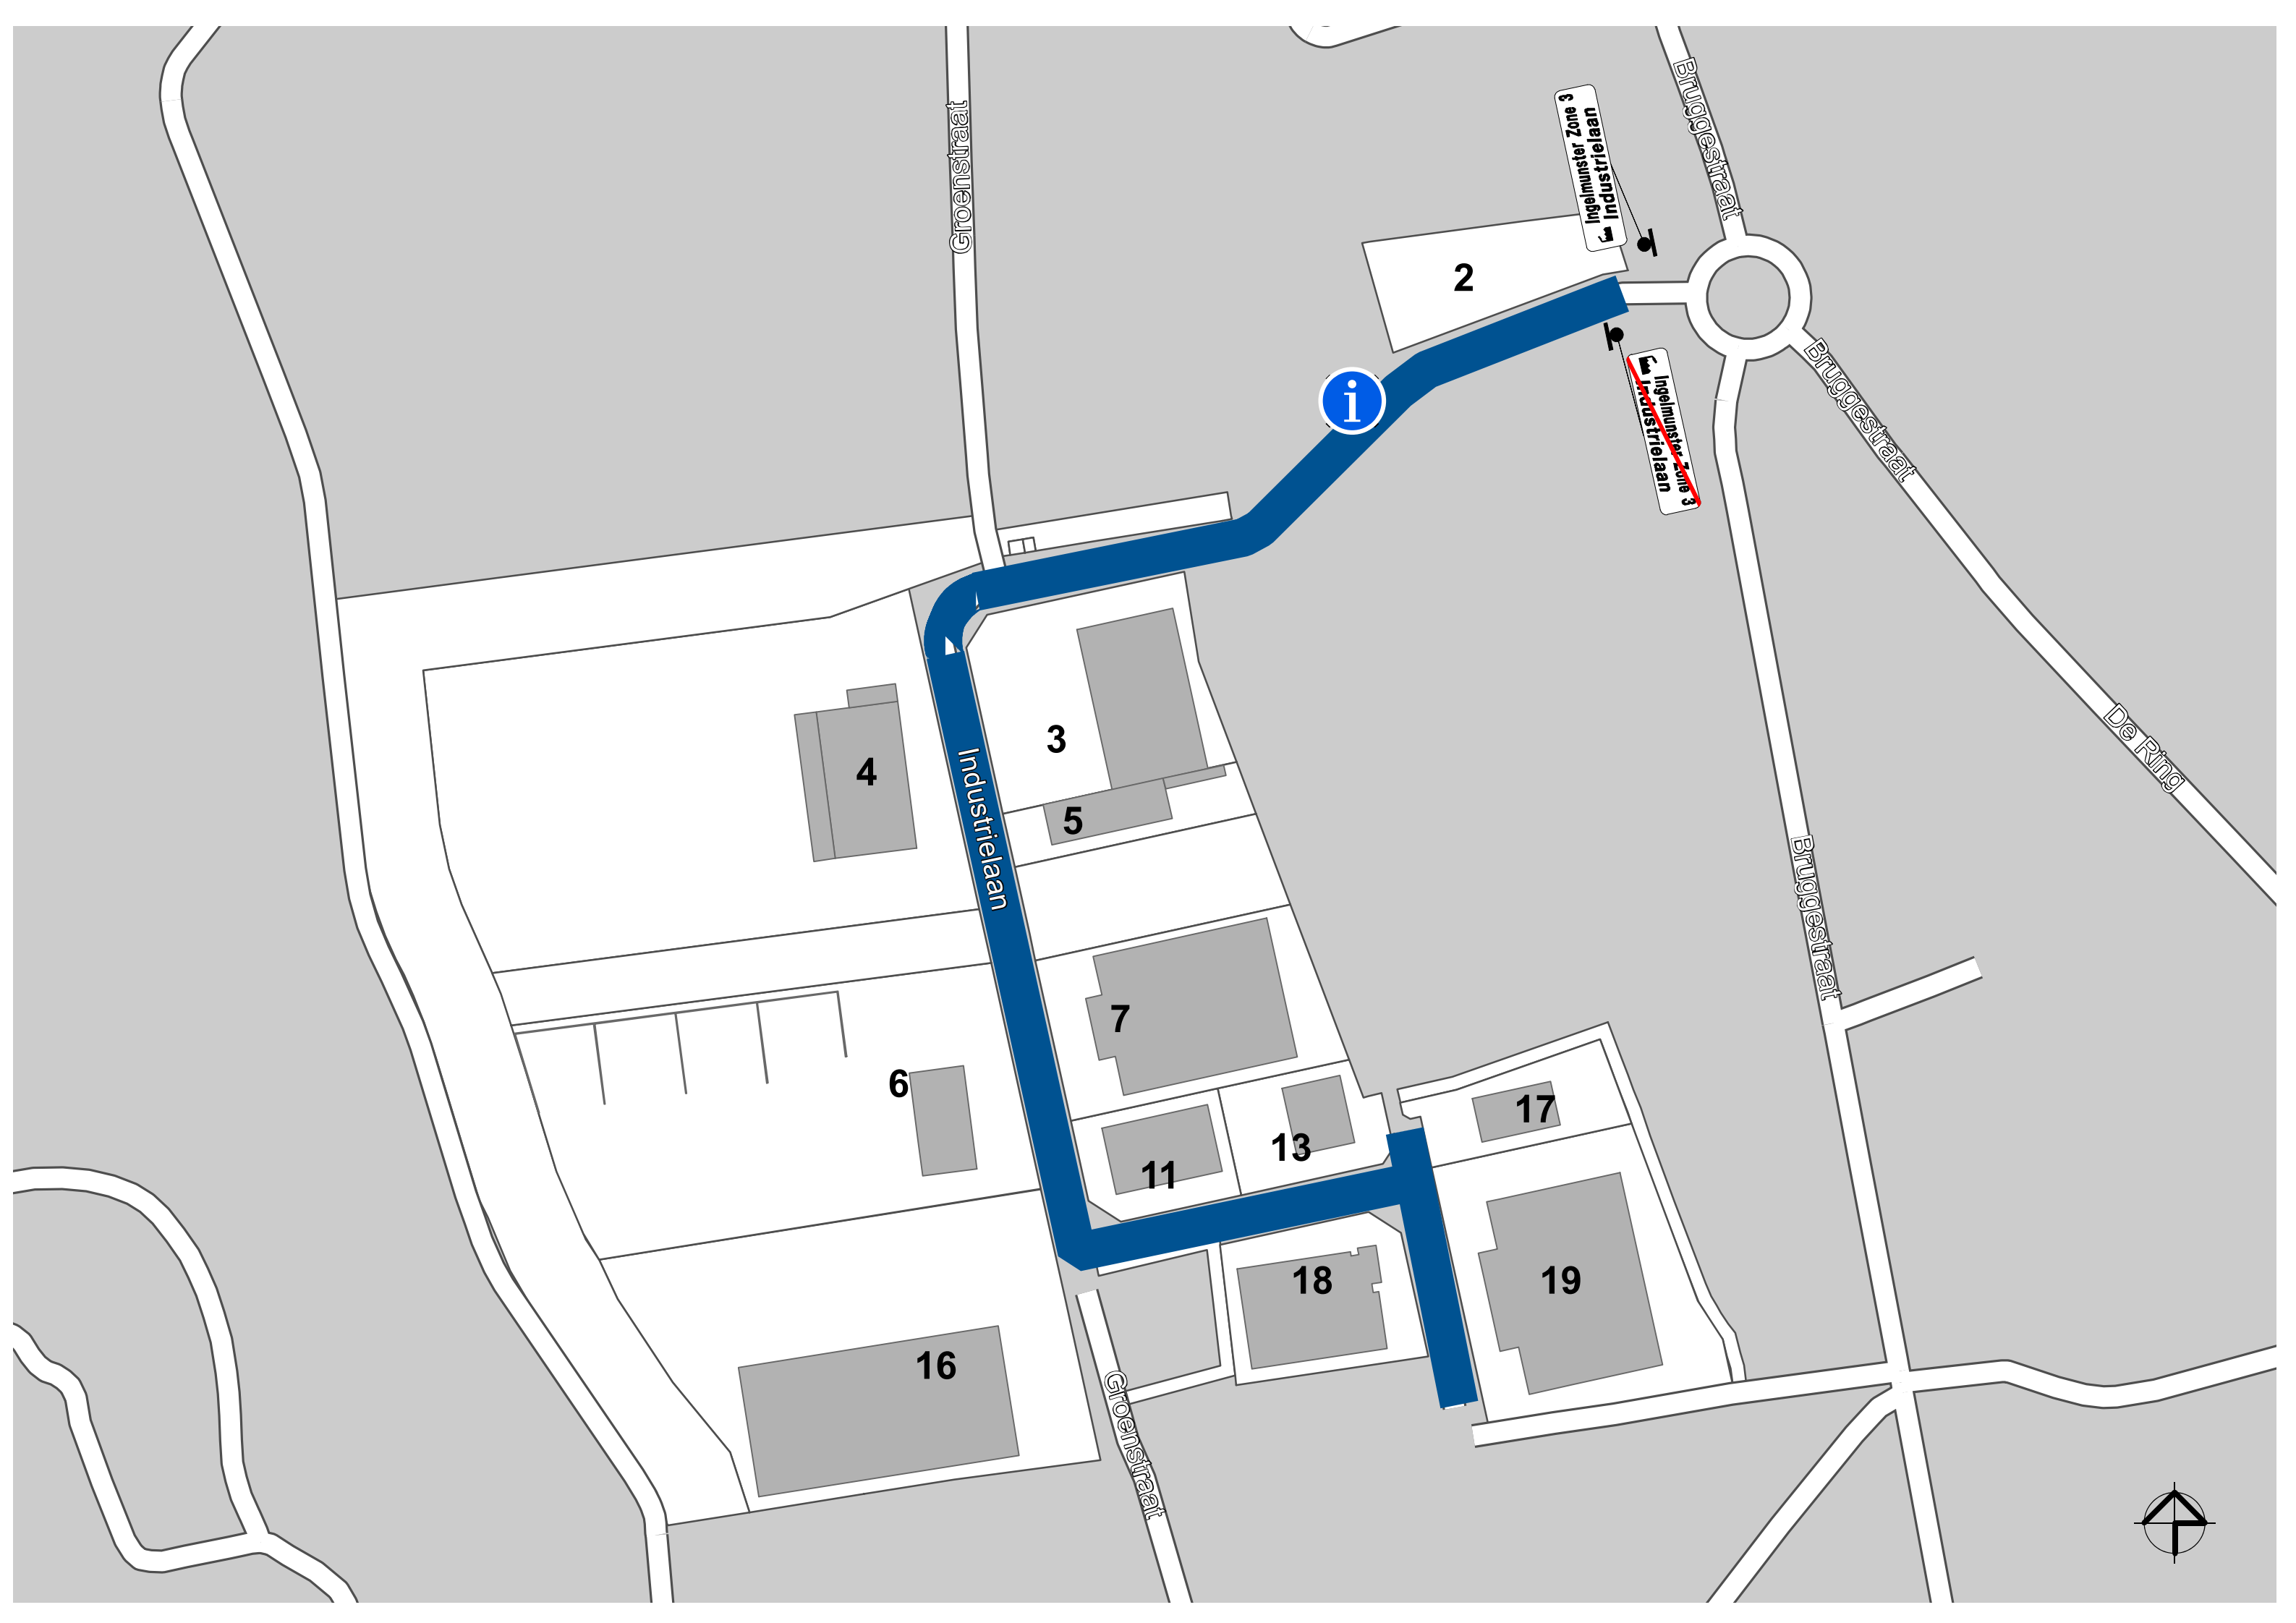 Bruggestraat
Ingelmunster Zone 3
Industrielaan
Groenstraat
2
i
Ingelmunster Zone 3
Industrielaan
Bruggestraat
De Ring
3
4
Industrielaan
5
Bruggestraat
7
6
17
13
11
18
19
16
Groenstraat